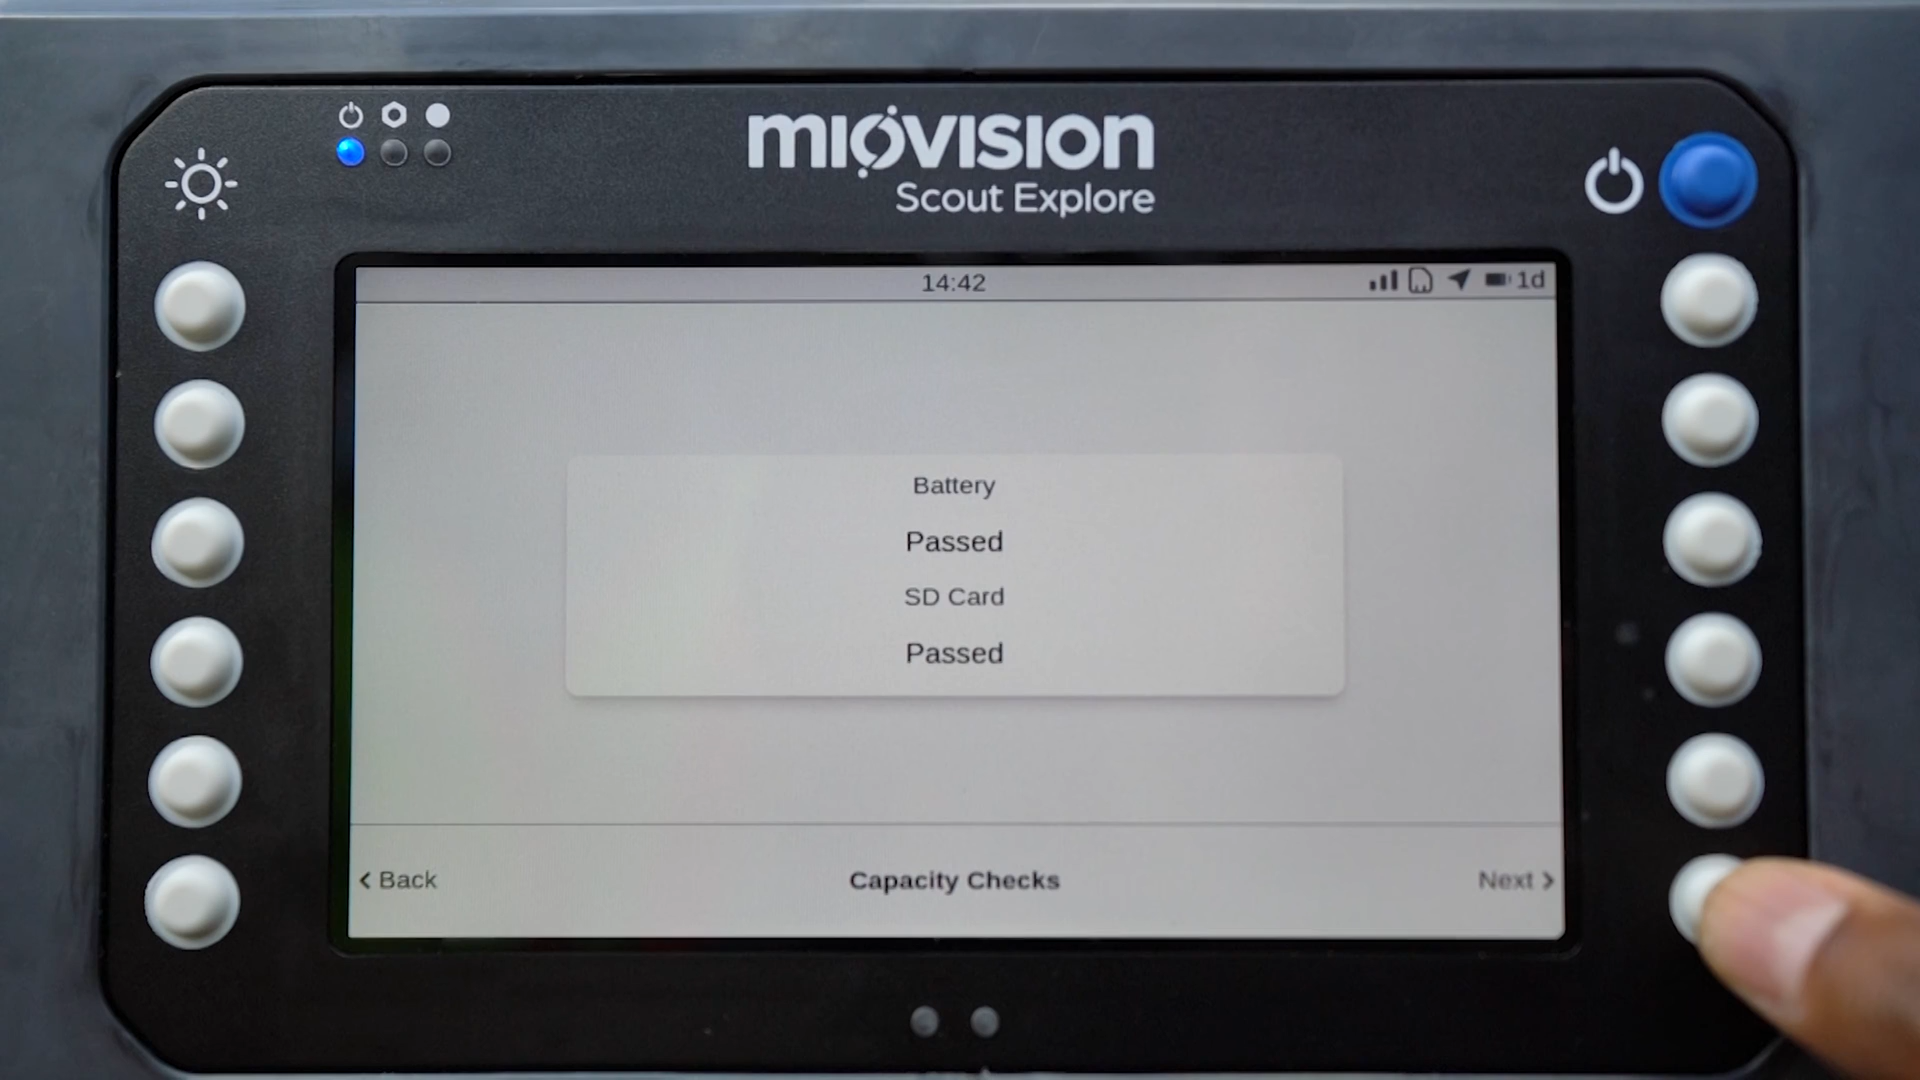 miovision
Scout Explore
14:42
1d
Battery
Passed
SD Card
Passed
Back
Capacity Checks
Next